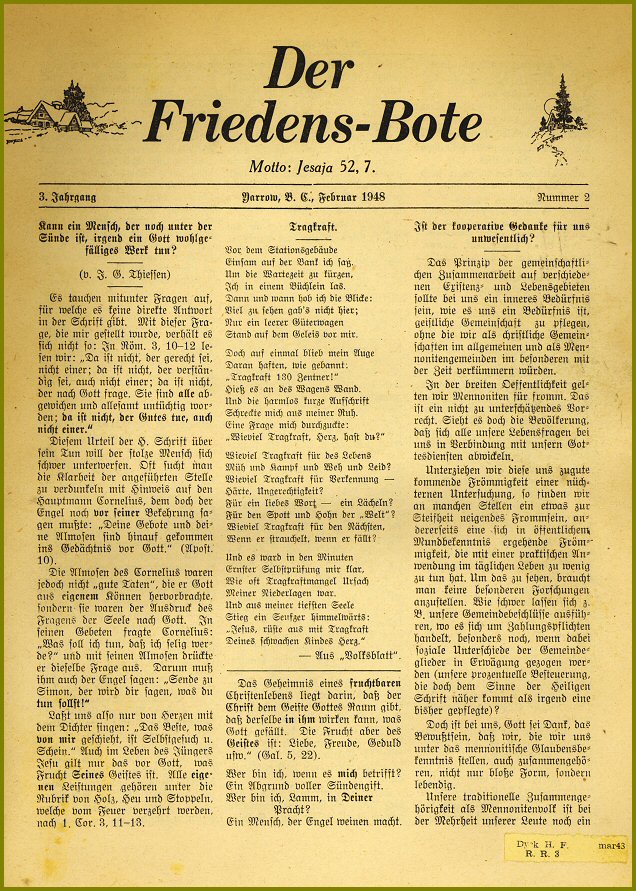 Der
Friedens-Bote
Motto: Jesaja 52, 7.
3. Jahrgang
Yarrow, B. C., Februar 1948
Nummer 2
Kann ein Mensch, der noch unter der
Sünde ist, irgend ein Gott wohlge-
fälliges Werk tun?
(v. J. G. Thiessen)
Es tauchen mitunter Fragen auf,
für welche es keine direkte Antwort
in der Schrift gibt. Mit dieser Fra-
ge, die mir gestellt wurde, verhält es
sich nicht so: In Röm. 3, 10–12 le-
sen wir: „Da ist nicht, der gerecht sei,
nicht einer; da ist nicht, der verstän-
dig sei, auch nicht einer; da ist nicht,
der nach Gott frage. Sie sind alle ab-
gewichen und allesamt untüchtig wor-
den; da ist nicht, der Gutes tue, auch
nicht einer.“
Diesem Urteil der H. Schrift über
sein Tun will der stolze Mensch sich
schwer unterwerfen. Oft sucht man
die Klarheit der angeführten Stelle
zu verdunkeln mit Hinweis auf den
Hauptmann Cornelius, dem doch der
Engel noch vor seiner Bekehrung sa-
gen mußte: „Deine Gebote und dei-
ne Almosen sind hinauf gekommen
ins Gedächtnis vor Gott.“ (Apost.
10).
Die Almosen des Cornelius waren
jedoch nicht „gute Taten“, die er Gott
aus eigenem Können hervorbrachte,
sondern sie waren der Ausdruck des
Fragens der Seele nach Gott. In
seinen Gebeten fragte Cornelius:
„Was soll ich tun, daß ich selig wer-
de?“ und mit seinen Almosen drückte
er dieselbe Frage aus. Darum muß
ihm auch der Engel sagen: „Sende zu
Simon, der wird dir sagen, was du
tun sollst!“
Laßt uns also nur von Herzen mit
dem Dichter singen: „Das Beste, was
von mir geschieht, ist Selbstgesuch u.
Schein.“ Auch im Leben des Jüngers
Jesu gilt nur das vor Gott, was
Frucht Seines Geistes ist. Alle eige-
nen Leistungen gehören unter die
Rubrik von Holz, Heu und Stoppeln,
welche vom Feuer verzehrt werden,
nach 1. Cor. 3, 11–13.
Tragkraft.
Vor dem Stationsgebäude
Einsam auf der Bank ich saß.
Um die Wartezeit zu kürzen,
Ich in einem Büchlein las.
Dann und wann hob ich die Blicke:
Viel zu sehen gab's nicht hier;
Nur ein leerer Güterwagen
Stand auf dem Geleis vor mir.
Doch auf einmal blieb mein Auge
Daran haften, wie gebannt:
„Tragkraft 130 Zentner!“
Hieß es an des Wagens Wand.
Und die harmlos kurze Aufschrift
Schreckte mich aus meiner Ruh.
Eine Frage mich durchzuckte:
„Wieviel Tragkraft, Herz, hast du?“
Wieviel Tragkraft für des Lebens
Müh und Kampf und Weh und Leid?
Wieviel Tragkraft für Verkennung —
Härte, Ungerechtigkeit?
Für ein liebes Wort — ein Lächeln?
Für den Spott und Hohn der „Welt“?
Wieviel Tragkraft für den Nächsten,
Wenn er strauchelt, wenn er fällt?
Und es ward in den Minuten
Ernster Selbstprüfung mir klar,
Wie oft Tragkraftmangel Ursach
Meiner Niederlagen war.
Und aus meiner tiefsten Seele
Stieg ein Seufzer himmelwärts:
„Jesus, rüste aus mit Tragkraft
Deines schwachen Kindes Herz.“
— Aus „Volksblatt“.
Das Geheimnis eines fruchtbaren
Christenlebens liegt darin, daß der
Christ dem Geiste Gottes Raum gibt,
daß derselbe in ihm wirken kann, was
Gott gefällt. Die Frucht aber des
Geistes ist: Liebe, Freude, Geduld
usw.“ (Gal. 5, 22).
Wer bin ich, wenn es mich betrifft?
Ein Abgrund voller Sündengift.
Wer bin ich, Lamm, in Deiner
Pracht?
Ein Mensch, der Engel weinen macht.
Ist der kooperative Gedanke für uns
unwesentlich?
Das Prinzip der gemeinschaftli-
chen Zusammenarbeit auf verschiede-
nen Existenz- und Lebensgebieten
sollte bei uns ein inneres Bedürfnis
sein, wie es uns ein Bedürfnis ist,
geistliche Gemeinschaft zu pflegen,
ohne die wir als christliche Gemein-
schaften im allgemeinen und als Men-
nonitengemeinden im besonderen mit
der Zeit verkümmern würden.
In der breiten Oeffentlichkeit gel-
ten wir Mennoniten für fromm. Das
ist ein nicht zu unterschätzendes Vor-
recht. Sieht es doch die Bevölkerung,
daß sich alle unsere Lebensfragen bei
uns in Verbindung mit unsern Got-
tesdiensten abwickeln.
Unterziehen wir diese uns zugute
kommende Frömmigkeit einer nüch-
ternen Untersuchung, so finden wir
an manchen Stellen ein etwas zur
Steifheit neigendes Frommsein, an-
dererseits eine sich in öffentlichem
Mundbekenntnis ergehende Fröm-
migkeit, die mit einer praktischen An-
wendung im täglichen Leben zu wenig
zu tun hat. Um das zu sehen, braucht
man keine besonderen Forschungen
anzustellen. Wie schwer lassen sich z.
B. unsere Gemeindebeschlüsse ausfüh-
ren, wo es sich um Zahlungspflichten
handelt, besonders noch, wenn dabei
soziale Unterschiede der Gemeinde-
glieder in Erwägung gezogen wer-
den (unsere prozentuelle Besteuerung,
die doch dem Sinne der Heiligen
Schrift näher kommt als irgend eine
bisher gepflegte)?
Doch ist bei uns, Gott sei Dank, das
Bewußtsein, daß wir, die wir uns
unter das mennonitische Glaubensbe-
kenntnis stellen, auch zusammengehö-
ren, nicht nur bloße Form, sondern
lebendig.
Unsere traditionelle Zusammenge-
hörigkeit als Mennonitenvolk ist bei
der Mehrheit unserer Leute noch ein
Dyck H. F. mar43
R. R. 3